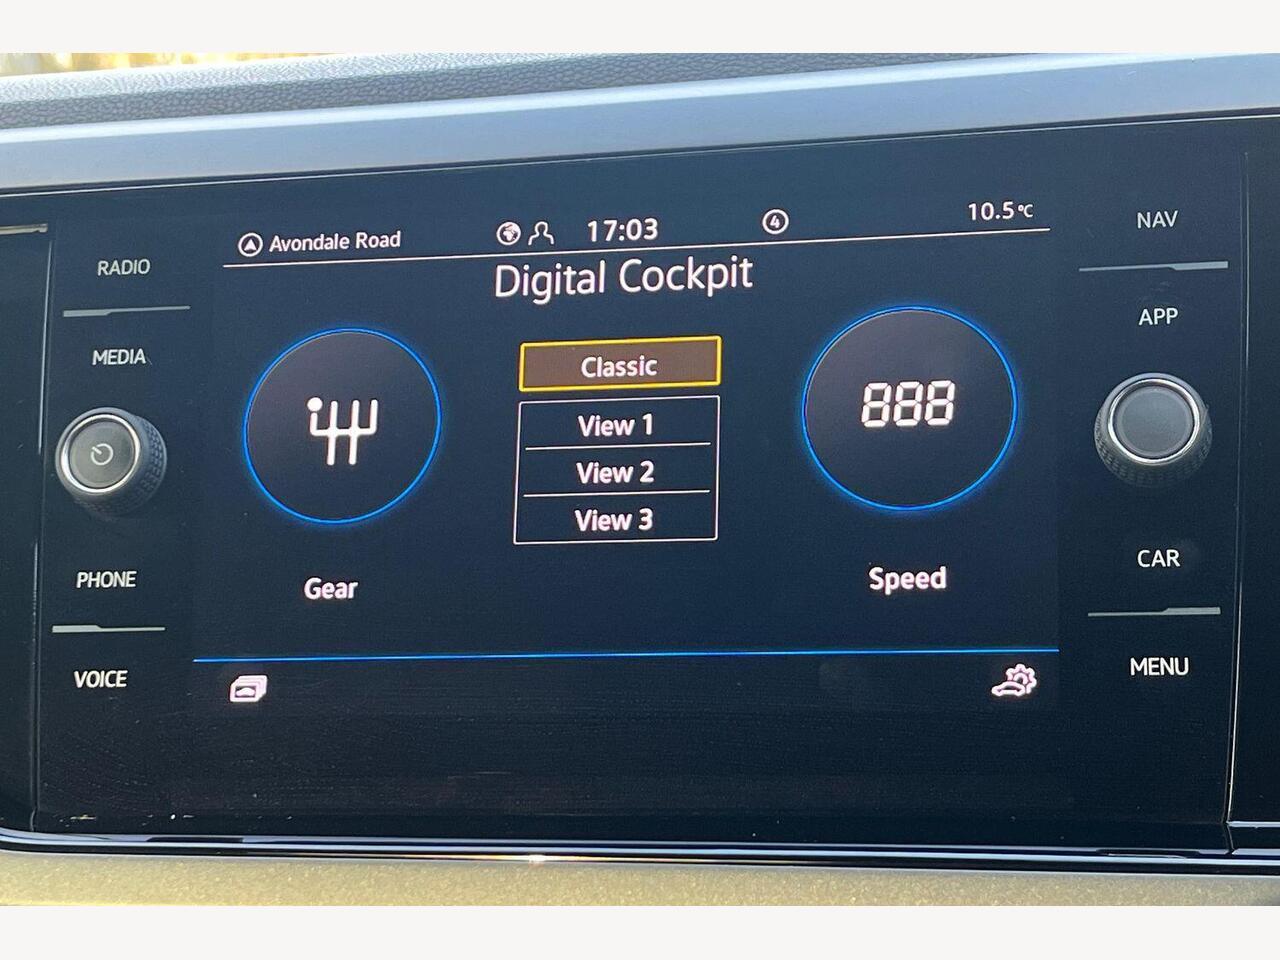 Avondale Road 17:03 4 10.5°C
Digital Cockpit
RADIO
MEDIA
PHONE
VOICE
Classic
View 1
View 2
View 3
Gear
888
Speed
NAV
APP
CAR
MENU